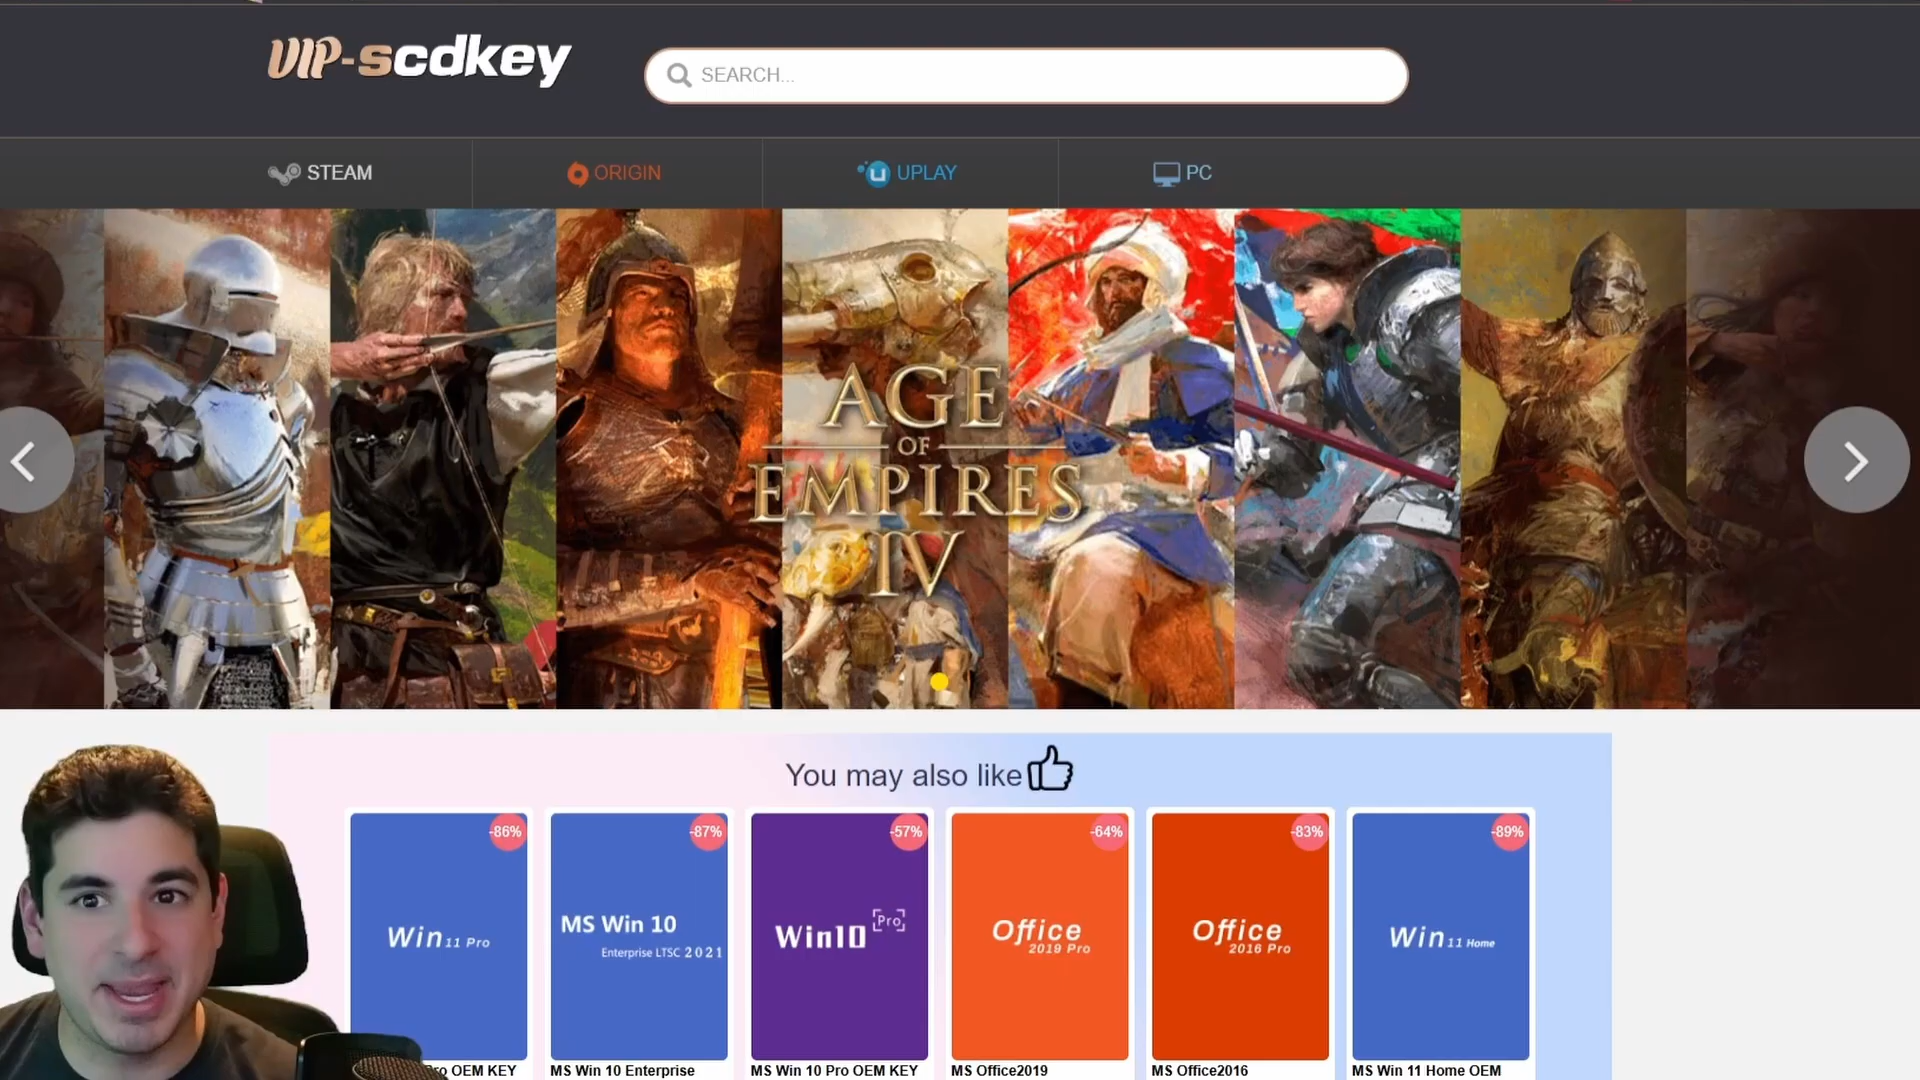 VIP-scdkey
SEARCH...
STEAM
ORIGIN
UPLAY
PC
AGE
OF
EMPIRES
IV
You may also like
-86%
-87%
-57%
-64%
-83%
-89%
Win 11 Pro
MS Win 10
Enterprise LTSC 2021
Win10 Pro
Office
2019 Pro
Office
2016 Pro
Win 11 Home
OEM KEY
MS Win 10 Enterprise
MS Win 10 Pro OEM KEY
MS Office2019
MS Office2016
MS Win 11 Home OEM